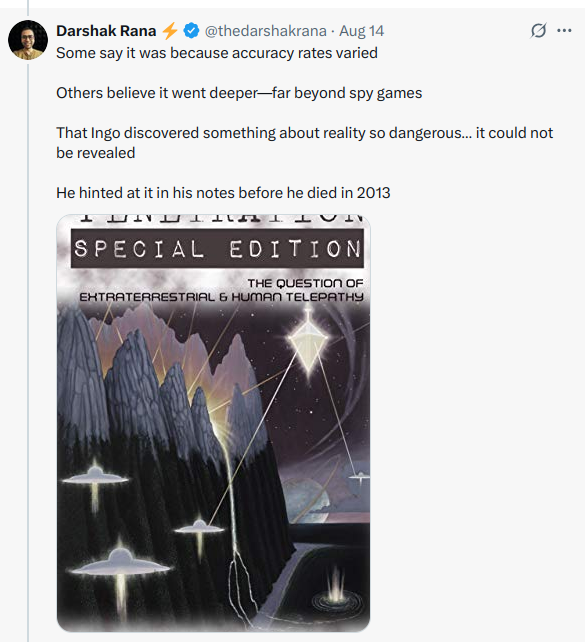 Darshak Rana ⚡ @thedarshakrana · Aug 14
Some say it was because accuracy rates varied
Others believe it went deeper—far beyond spy games
That Ingo discovered something about reality so dangerous... it could not
be revealed
He hinted at it in his notes before he died in 2013
PENETRATION
SPECIAL EDITION
THE QUESTION OF
EXTRATERRESTRIAL & HUMAN TELEPATHY